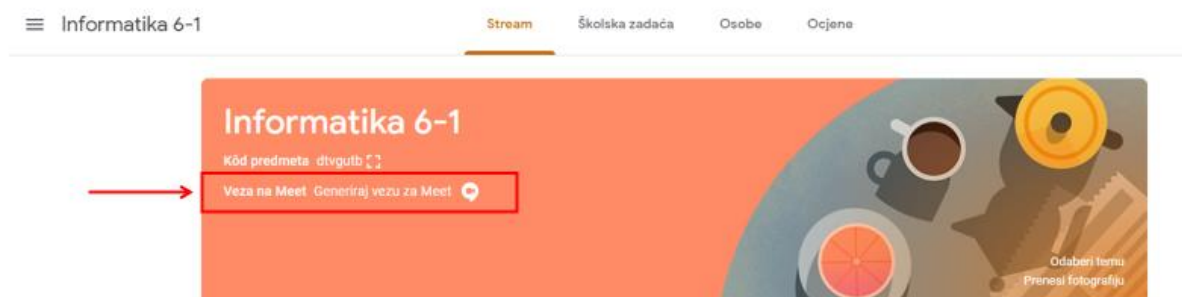 Informatika 6-1
Stream Školska zadaća Osobe Ocjene
Informatika 6-1
Kôd predmeta dtvgutb
Veza na Meet Generiraj vezu za Meet
Odaberi temu
Prenesi fotografiju